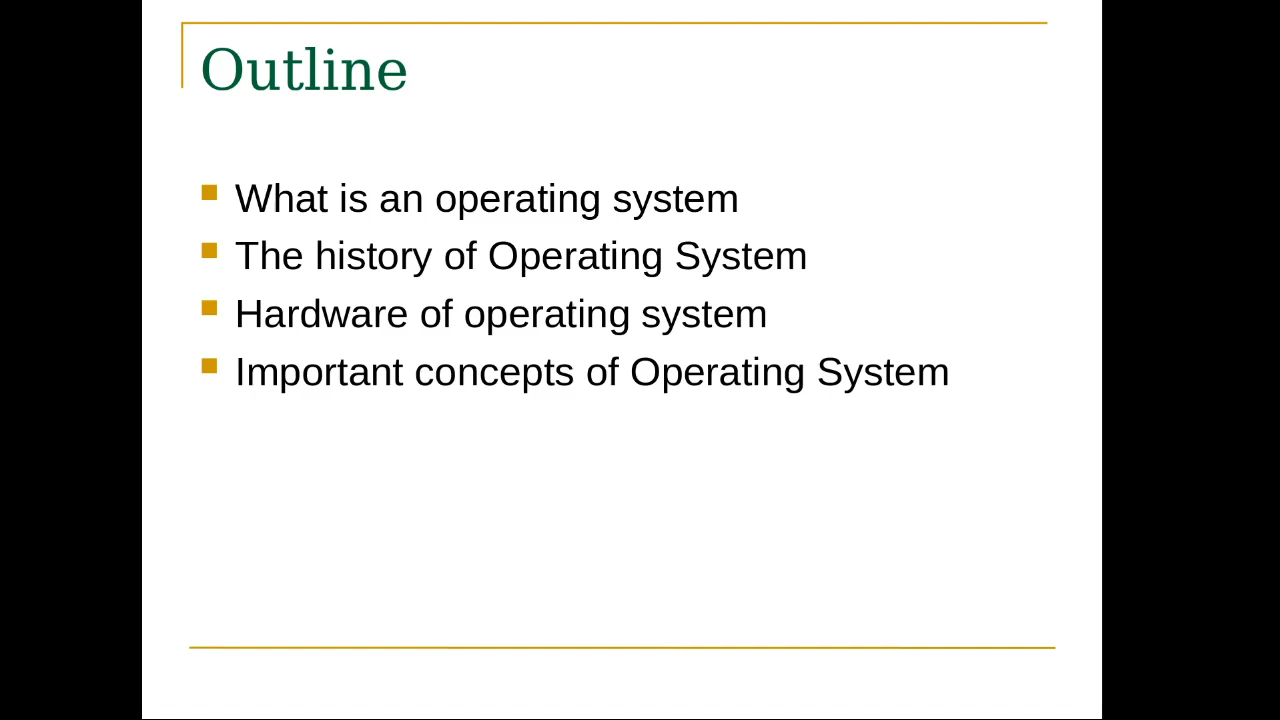 Outline
What is an operating system
The history of Operating System
Hardware of operating system
Important concepts of Operating System